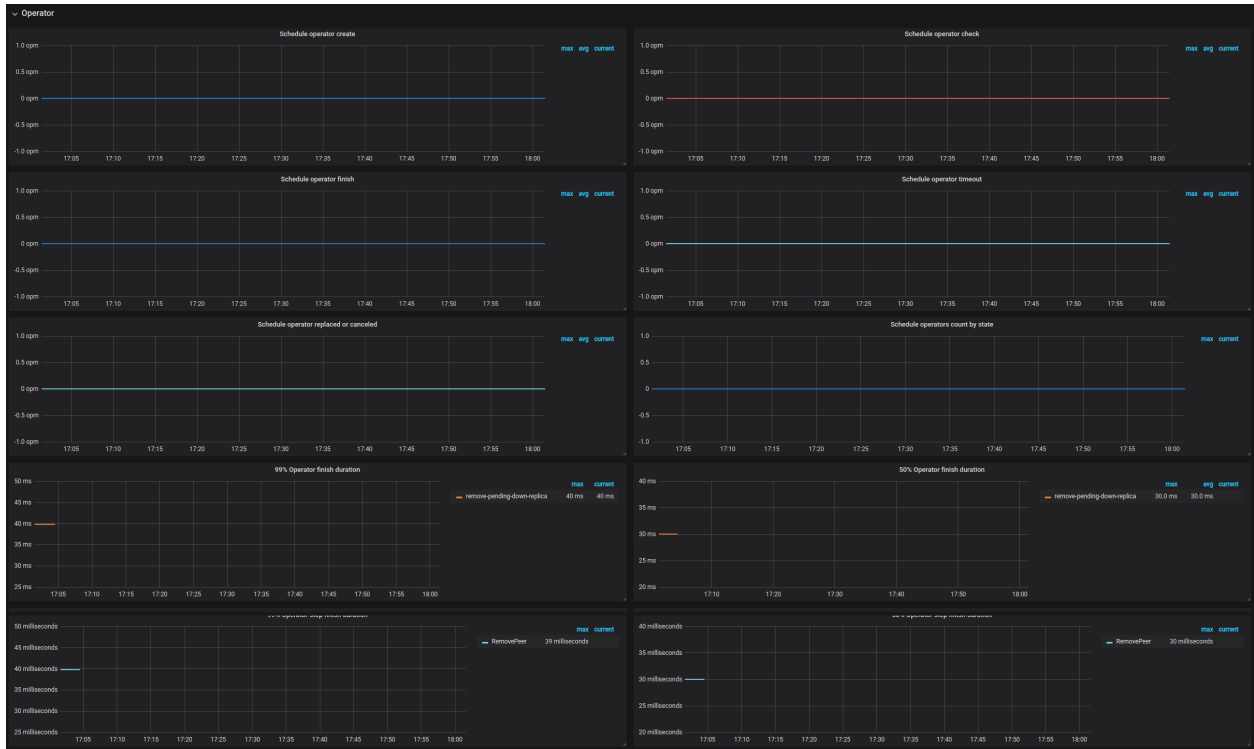 Operator
Schedule operator create
1.0 opm
0.5 opm
0 opm
-0.5 opm
-1.0 opm
17:05 17:10 17:15 17:20 17:25 17:30 17:35 17:40 17:45 17:50 17:55 18:00
max avg current
Schedule operator check
1.0 opm
0.5 opm
0 opm
-0.5 opm
-1.0 opm
17:05 17:10 17:15 17:20 17:25 17:30 17:35 17:40 17:45 17:50 17:55 18:00
max avg current
Schedule operator finish
1.0 opm
0.5 opm
0 opm
-0.5 opm
-1.0 opm
17:05 17:10 17:15 17:20 17:25 17:30 17:35 17:40 17:45 17:50 17:55 18:00
max avg current
Schedule operator timeout
1.0 opm
0.5 opm
0 opm
-0.5 opm
-1.0 opm
17:05 17:10 17:15 17:20 17:25 17:30 17:35 17:40 17:45 17:50 17:55 18:00
max avg current
Schedule operator replaced or canceled
1.0 opm
0.5 opm
0 opm
-0.5 opm
-1.0 opm
17:05 17:10 17:15 17:20 17:25 17:30 17:35 17:40 17:45 17:50 17:55 18:00
max avg current
Schedule operators count by state
1.0
0.5
0
-0.5
-1.0
17:05 17:10 17:15 17:20 17:25 17:30 17:35 17:40 17:45 17:50 17:55 18:00
max current
99% Operator finish duration
50 ms
45 ms
40 ms
35 ms
30 ms
25 ms
17:05 17:10 17:15 17:20 17:25 17:30 17:35 17:40 17:45 17:50 17:55 18:00
max current
remove-pending-down-replica 40 ms 40 ms
50% Operator finish duration
40 ms
35 ms
30 ms
25 ms
20 ms
17:10 17:20 17:30 17:40 17:50 18:00
max avg current
remove-pending-down-replica 30.0 ms 30.0 ms
99% Operator step finish duration
50 milliseconds
45 milliseconds
40 milliseconds
35 milliseconds
30 milliseconds
25 milliseconds
17:05 17:10 17:15 17:20 17:25 17:30 17:35 17:40 17:45 17:50 17:55 18:00
max current
RemovePeer 39 milliseconds
50% Operator step finish duration
40 milliseconds
35 milliseconds
30 milliseconds
25 milliseconds
20 milliseconds
17:05 17:10 17:15 17:20 17:25 17:30 17:35 17:40 17:45 17:50 17:55 18:00
max current
RemovePeer 30 milliseconds